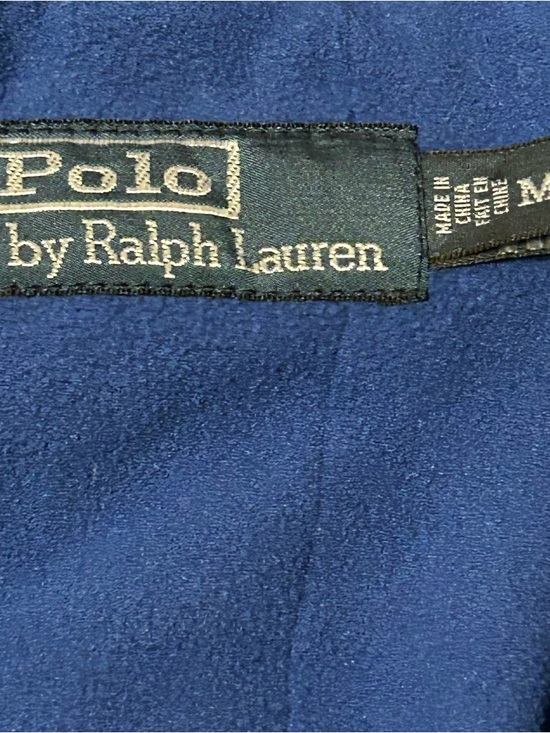 Polo
by Ralph Lauren
MADE IN
CHINA
FAIT EN
CHINE
M